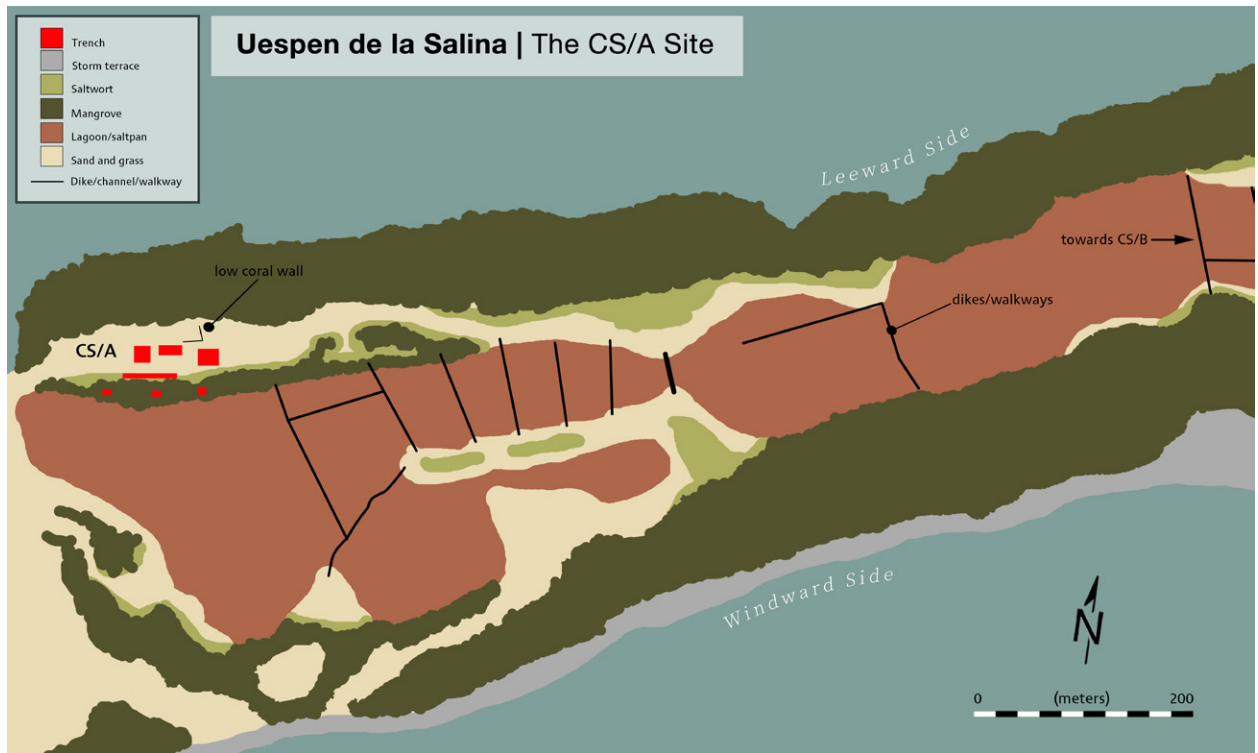 Uespen de la Salina | The CS/A Site
Trench
Storm terrace
Saltwort
Mangrove
Lagoon/saltpan
Sand and grass
Dike/channel/walkway
Leeward Side
low coral wall
towards CS/B
dikes/walkways
CS/A
Windward Side
N
0 (meters) 200